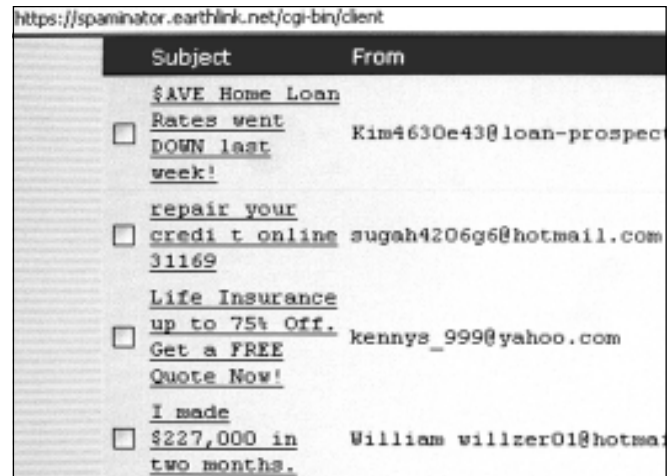 https://spaminator.earthlink.net/cgi-bin/client
Subject From
$AVE Home Loan
Rates went
DOWN last
week!
Kim4630e43@loan-prospect
repair your
credi t online
31169
sugah4206g6@hotmail.com
Life Insurance
up to 75% Off.
Get a FREE
Quote Now!
kennys_999@yahoo.com
I made
$227,000 in
two months.
William willzer01@hotmai